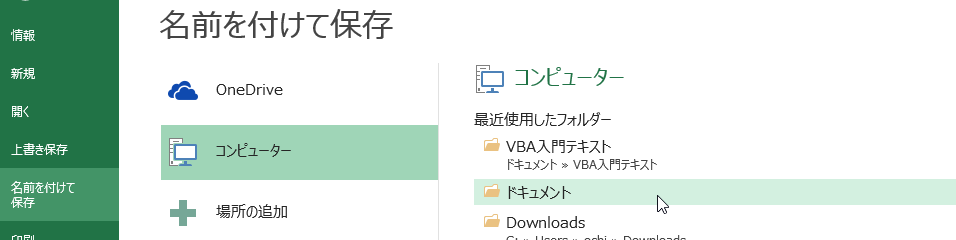 名前を付けて保存
情報
新規
開く
上書き保存
名前を付けて
保存
印刷
OneDrive
コンピューター
場所の追加
コンピューター
最近使用したフォルダー
VBA入門テキスト
ドキュメント » VBA入門テキスト
ドキュメント
Downloads